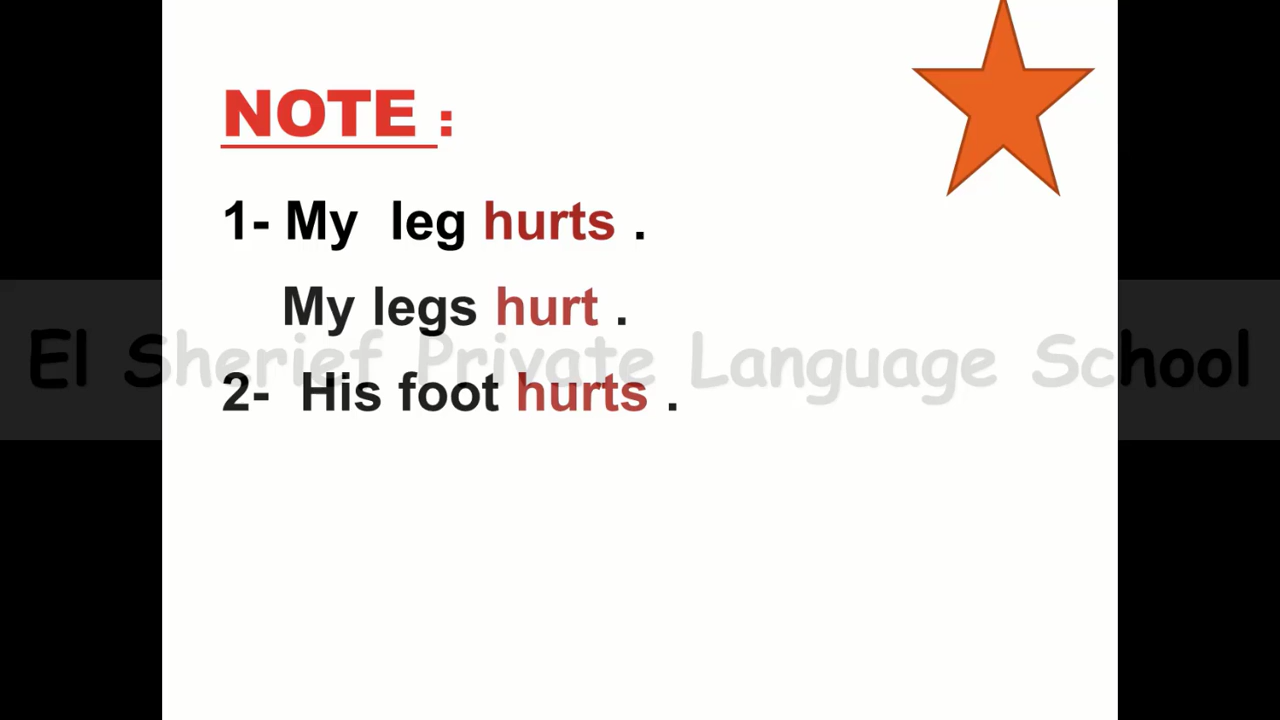 NOTE :
1- My leg hurts .
My legs hurt .
El Sherief Private Language School
2- His foot hurts .